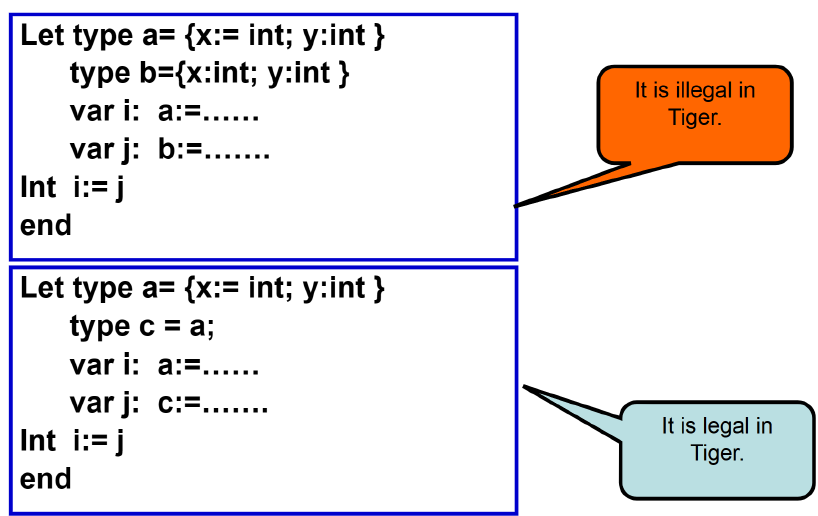 Let type a= {x:= int; y:int }
type b={x:int; y:int }
var i: a:=……
var j: b:=…….
Int i:= j
end
It is illegal in
Tiger.
Let type a= {x:= int; y:int }
type c = a;
var i: a:=……
var j: c:=…….
Int i:= j
end
It is legal in
Tiger.